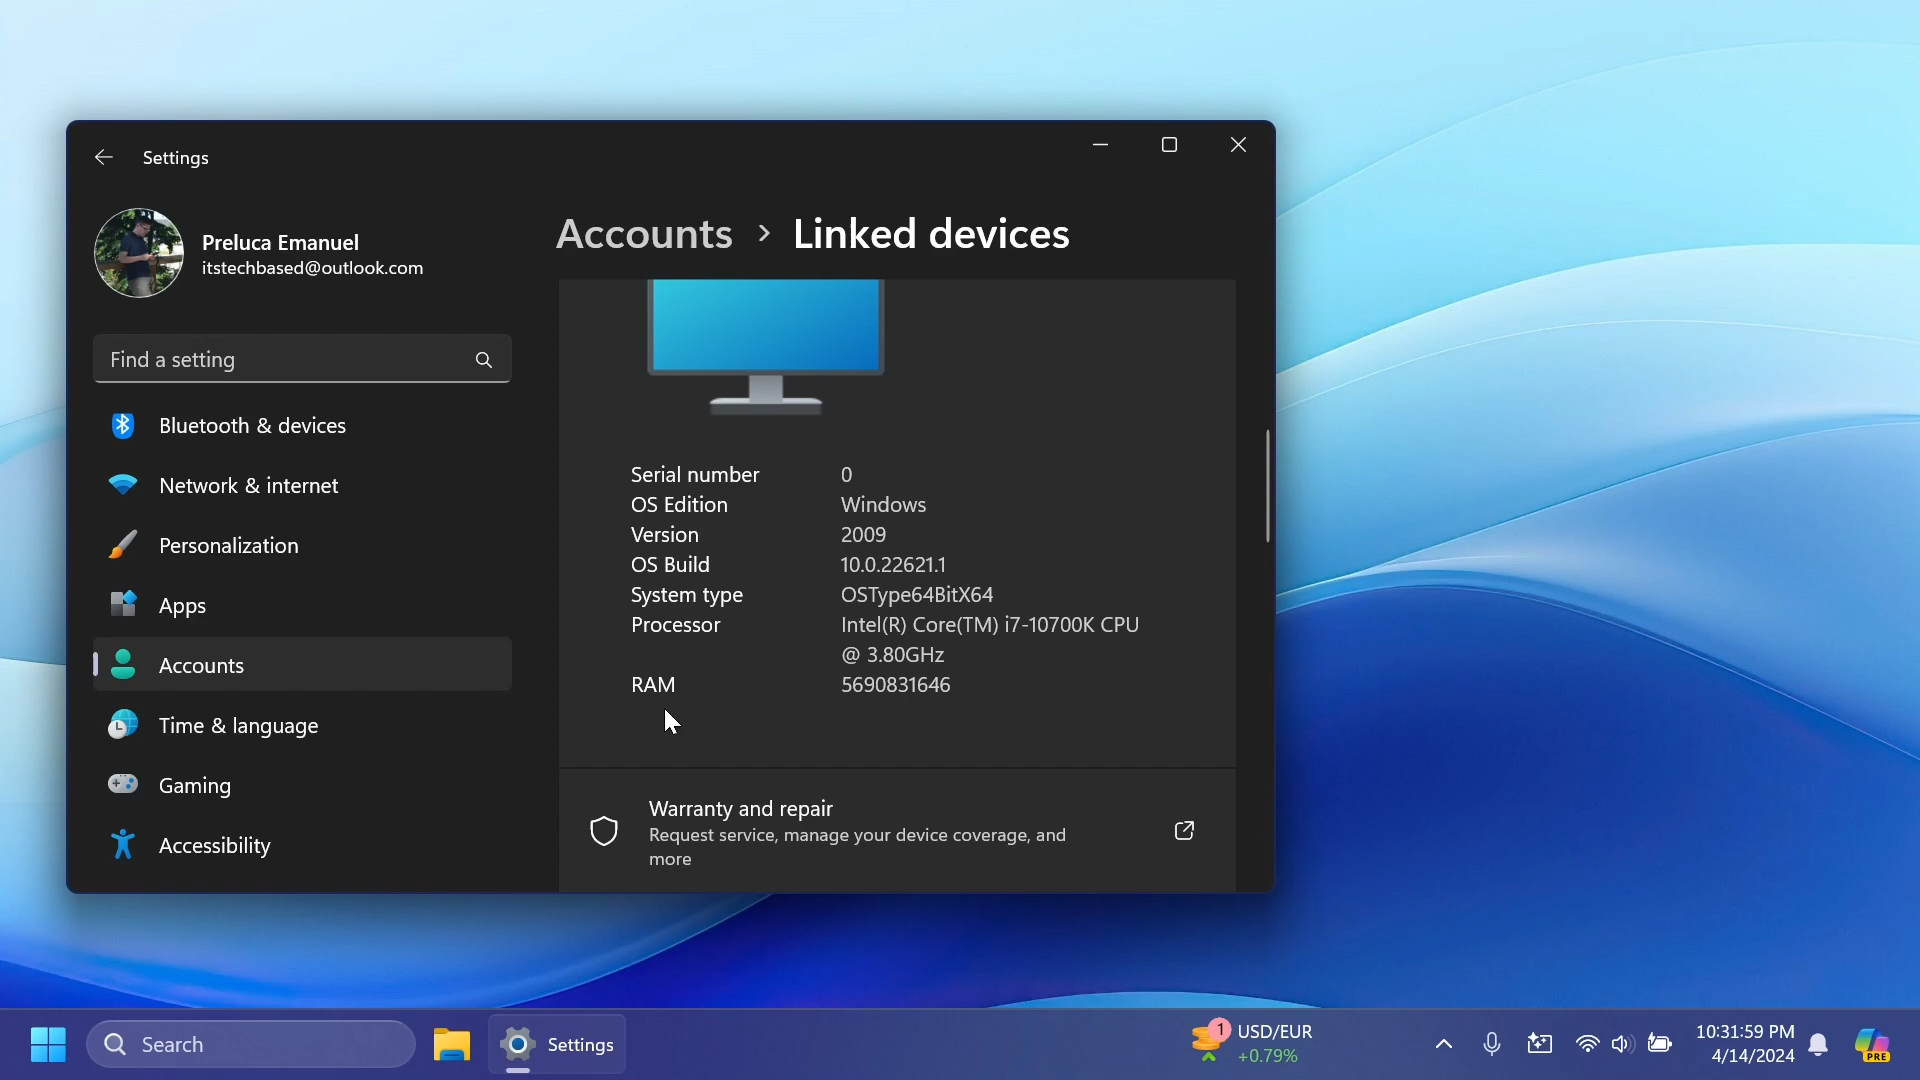 Settings
Preluca Emanuel
itstechbased@outlook.com
Find a setting
Bluetooth & devices
Network & internet
Personalization
Apps
Accounts
Time & language
Gaming
Accessibility
Accounts > Linked devices
Serial number 0
OS Edition Windows
Version 2009
OS Build 10.0.22621.1
System type OSType64BitX64
Processor Intel(R) Core(TM) i7-10700K CPU
@ 3.80GHz
RAM 5690831646
Warranty and repair
Request service, manage your device coverage, and
more
Search
Settings
1
USD/EUR
+0.79%
10:31:59 PM
4/14/2024
PRE